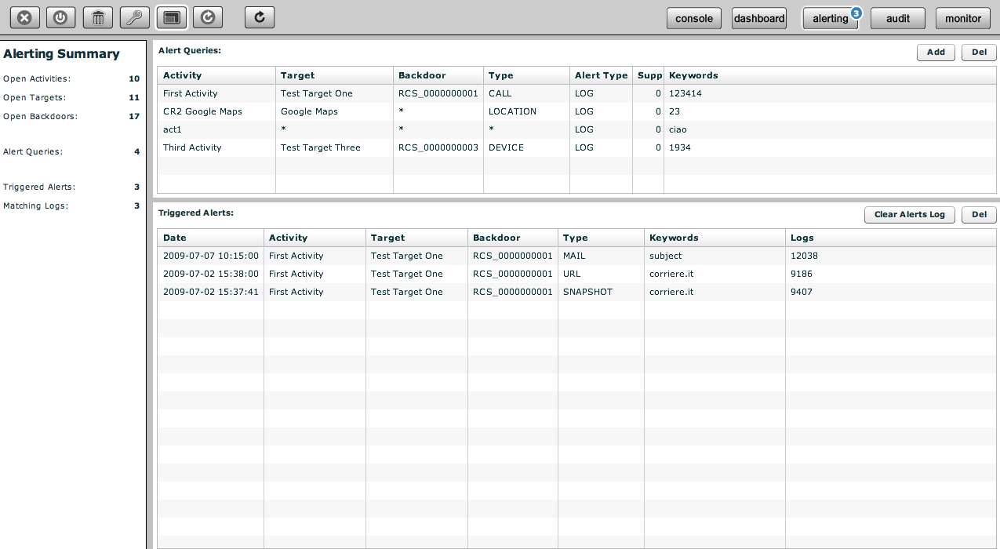 console dashboard alerting 3 audit monitor
Alerting Summary
Open Activities: 10
Open Targets: 11
Open Backdoors: 17
Alert Queries: 4
Triggered Alerts: 3
Matching Logs: 3
Alert Queries: Add Del
Activity Target Backdoor Type Alert Type Supp Keywords
First Activity Test Target One RCS_0000000001 CALL LOG 0 123414
CR2 Google Maps Google Maps * LOCATION LOG 0 23
act1 * * * LOG 0 ciao
Third Activity Test Target Three RCS_0000000003 DEVICE LOG 0 1934
Triggered Alerts: Clear Alerts Log Del
Date Activity Target Backdoor Type Keywords Logs
2009-07-07 10:15:00 First Activity Test Target One RCS_0000000001 MAIL subject 12038
2009-07-02 15:38:00 First Activity Test Target One RCS_0000000001 URL corriere.it 9186
2009-07-02 15:37:41 First Activity Test Target One RCS_0000000001 SNAPSHOT corriere.it 9407